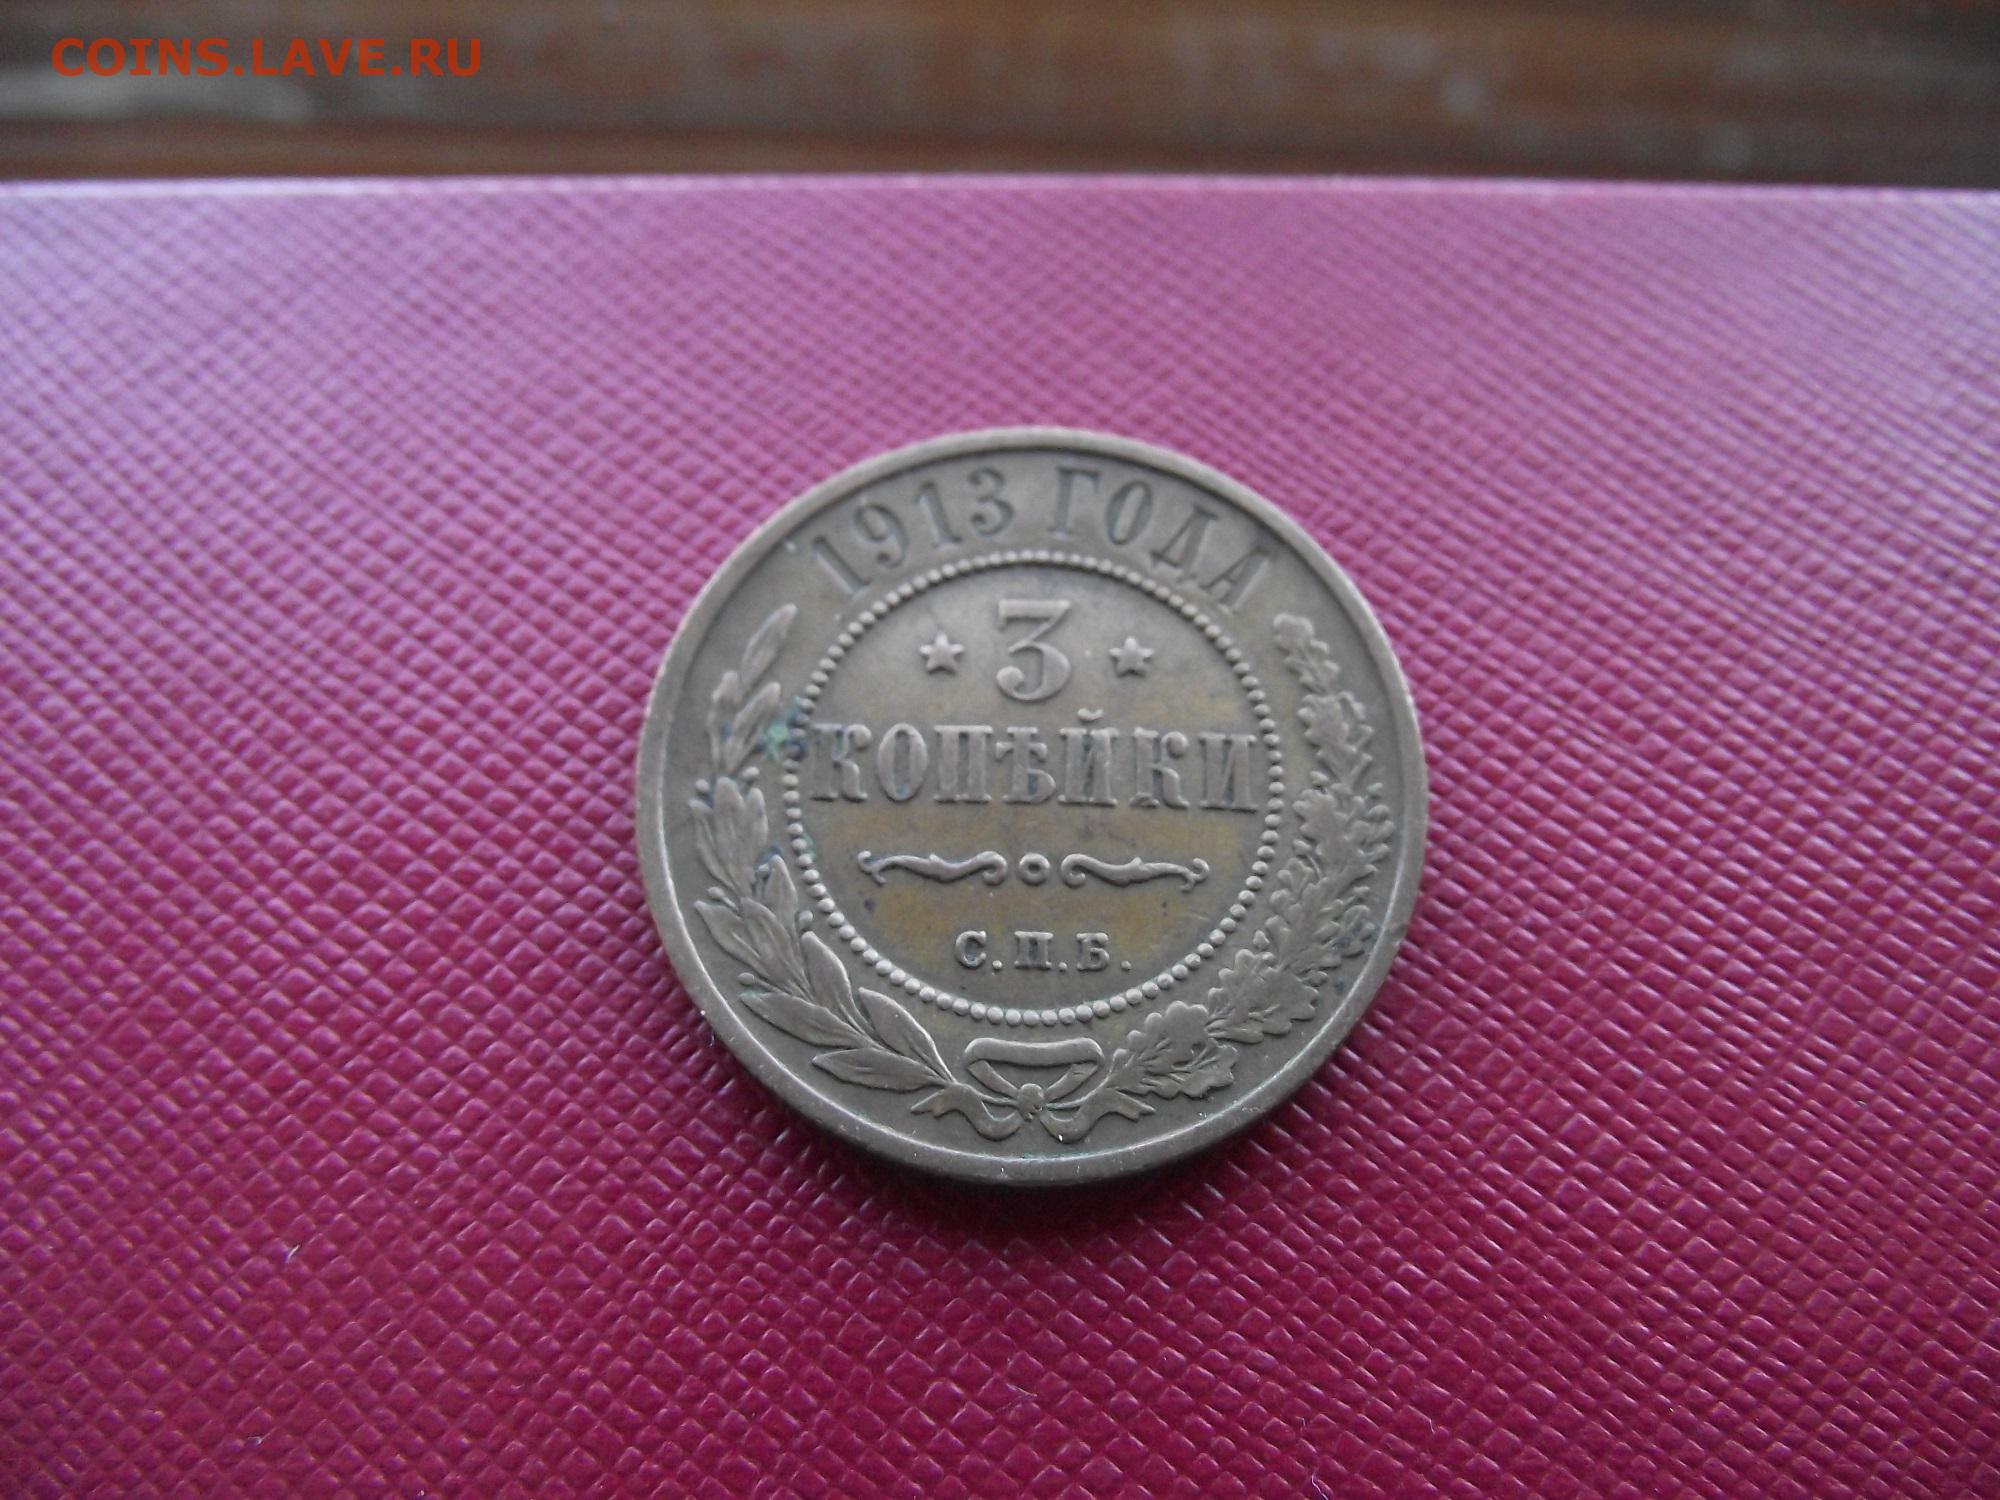 COINS.LAVE.RU
1913 ГОДА
3
КОПѢЙКИ
С.П.Б.